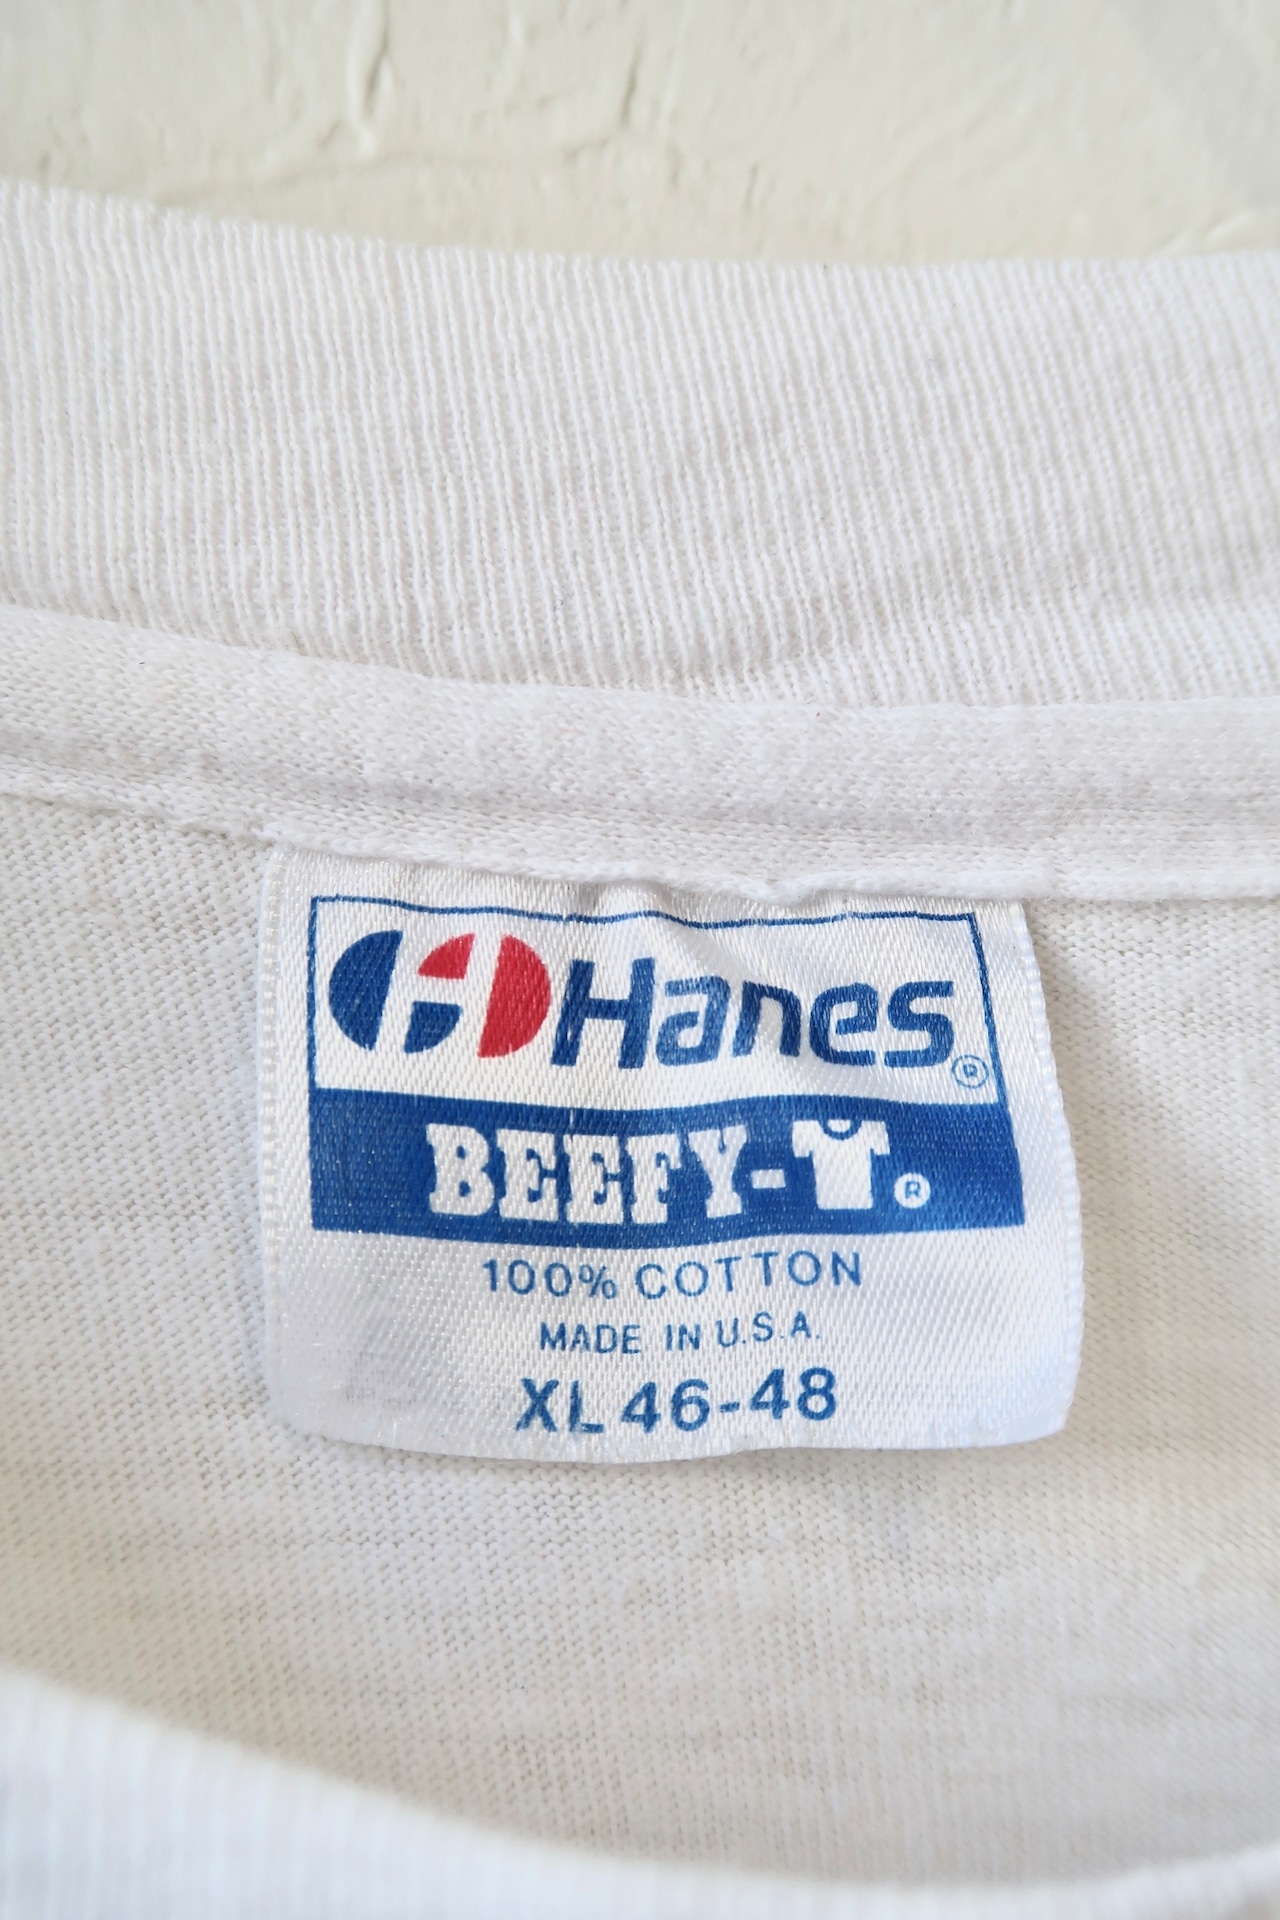 Hanes®
BEEFY-T®
100% COTTON
MADE IN U.S.A.
XL 46-48